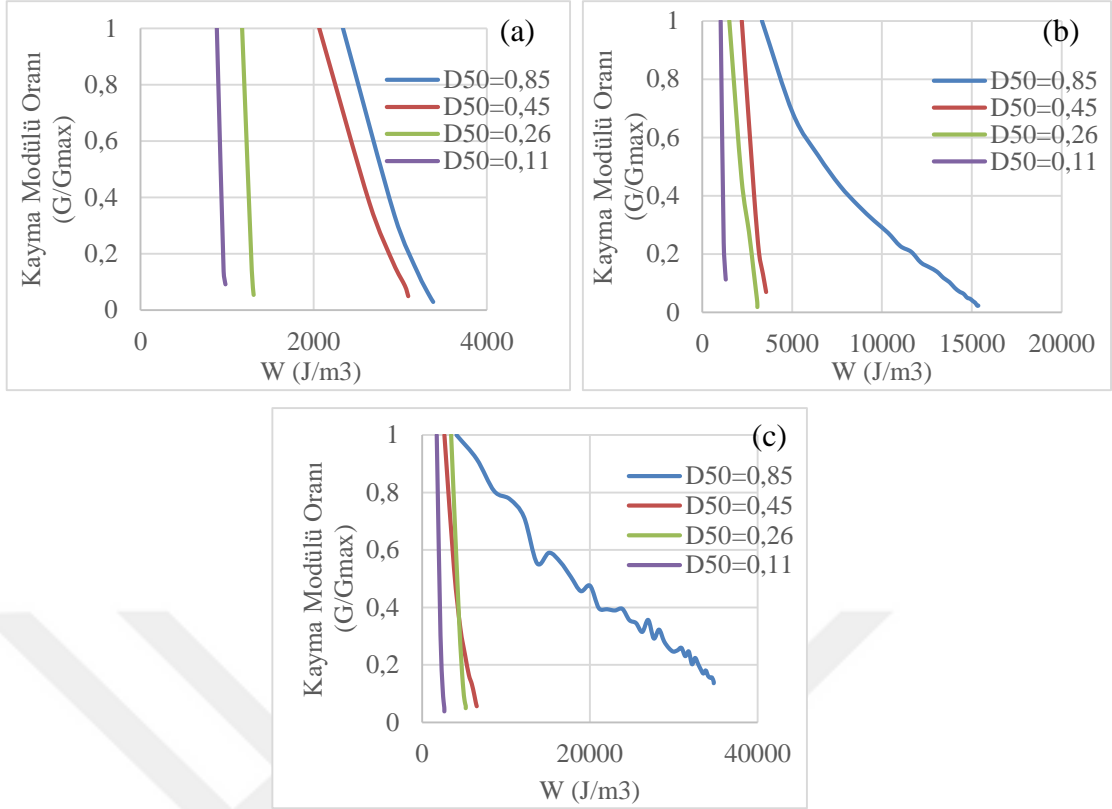 (a)
Kayma Modülü Oranı
(G/Gmax)
1
0,8
0,6
0,4
0,2
0
0
2000
4000
W (J/m3)
D50=0,85
D50=0,45
D50=0,26
D50=0,11
(b)
Kayma Modülü Oranı
(G/Gmax)
1
0,8
0,6
0,4
0,2
0
0
5000
10000
15000
20000
W (J/m3)
D50=0,85
D50=0,45
D50=0,26
D50=0,11
(c)
Kayma Modülü Oranı
(G/Gmax)
1
0,8
0,6
0,4
0,2
0
0
20000
40000
W (J/m3)
D50=0,85
D50=0,45
D50=0,26
D50=0,11